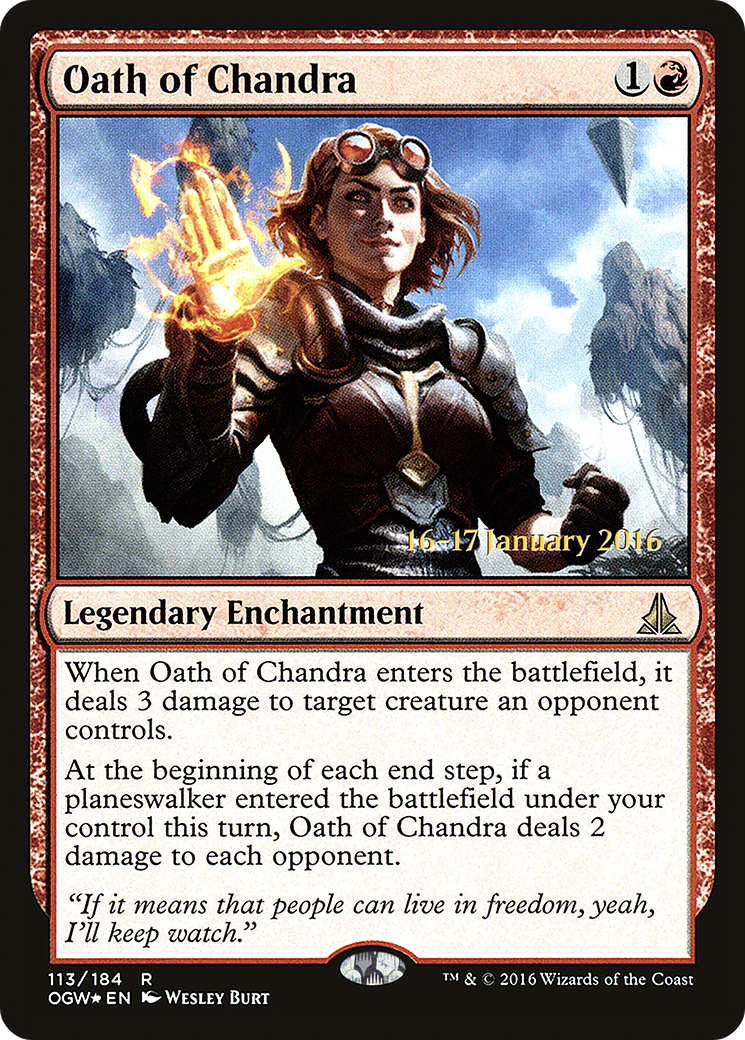 Oath of Chandra 1
16–17 January 2016
Legendary Enchantment
When Oath of Chandra enters the battlefield, it
deals 3 damage to target creature an opponent
controls.
At the beginning of each end step, if a
planeswalker entered the battlefield under your
control this turn, Oath of Chandra deals 2
damage to each opponent.
“If it means that people can live in freedom, yeah,
I’ll keep watch.”
113/184 R
OGW★EN Wesley Burt
™ & © 2016 Wizards of the Coast